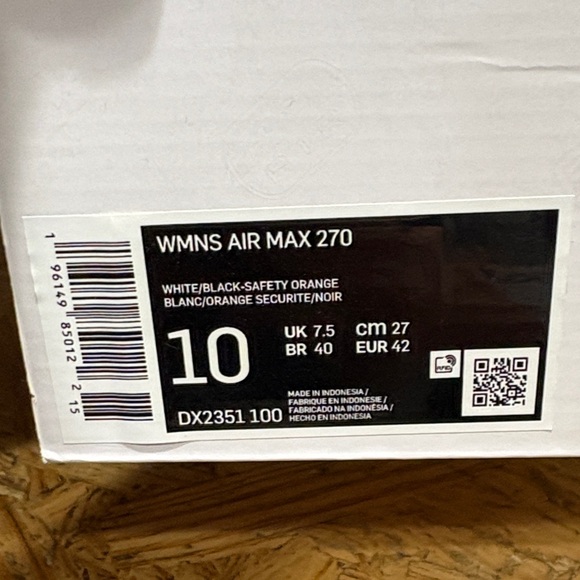 WMNS AIR MAX 270
WHITE/BLACK-SAFETY ORANGE
BLANC/ORANGE SECURITE/NOIR
10
UK 7.5 cm 27
BR 40 EUR 42
DX2351 100
MADE IN INDONESIA /
FABRIQUE EN INDONESIE /
FABRICADO NA INDONÉSIA /
HECHO EN INDONESIA
RFID
1 96149 85012 2 15